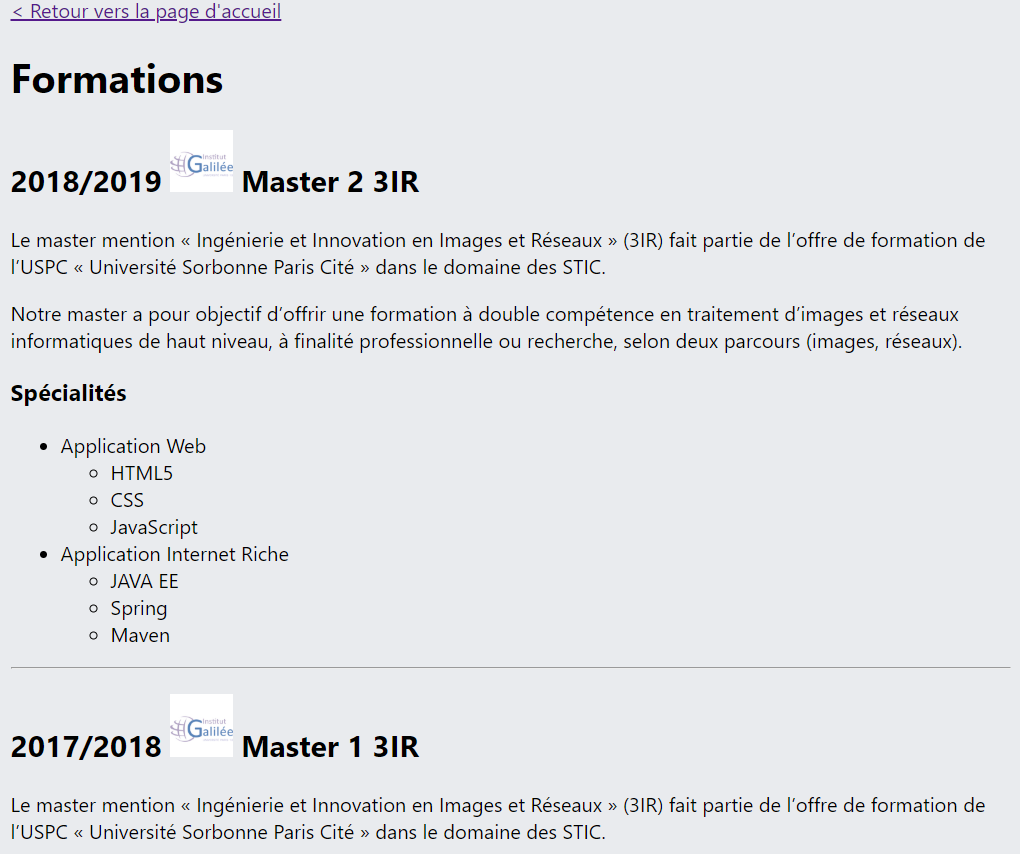 < Retour vers la page d'accueil
Formations
2018/2019 Institut Galilée Master 2 3IR
Le master mention « Ingénierie et Innovation en Images et Réseaux » (3IR) fait partie de l’offre de formation de
l’USPC « Université Sorbonne Paris Cité » dans le domaine des STIC.
Notre master a pour objectif d’offrir une formation à double compétence en traitement d’images et réseaux
informatiques de haut niveau, à finalité professionnelle ou recherche, selon deux parcours (images, réseaux).
Spécialités
Application Web
HTML5
CSS
JavaScript
Application Internet Riche
JAVA EE
Spring
Maven
2017/2018 Institut Galilée Master 1 3IR
Le master mention « Ingénierie et Innovation en Images et Réseaux » (3IR) fait partie de l’offre de formation de
l’USPC « Université Sorbonne Paris Cité » dans le domaine des STIC.